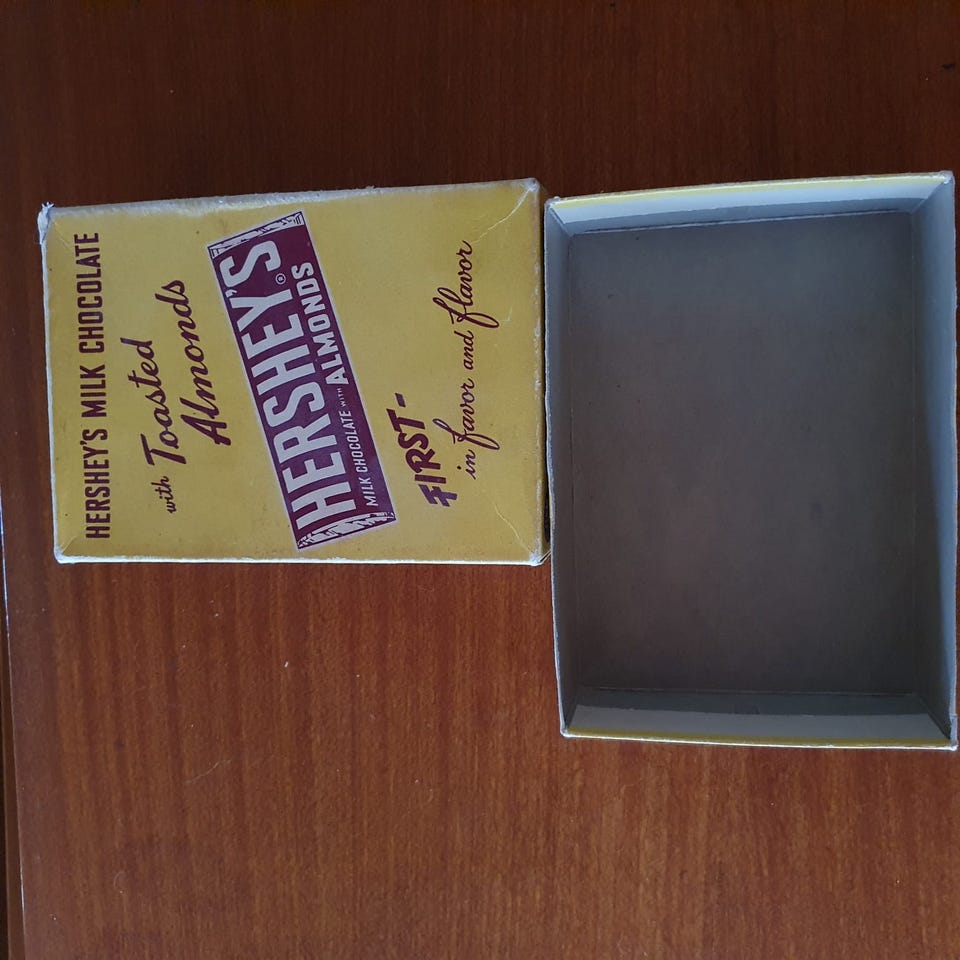 HERSHEY'S MILK CHOCOLATE
with Toasted
Almonds
HERSHEY'S®
MILK CHOCOLATE WITH ALMONDS
FIRST-
in favor and flavor